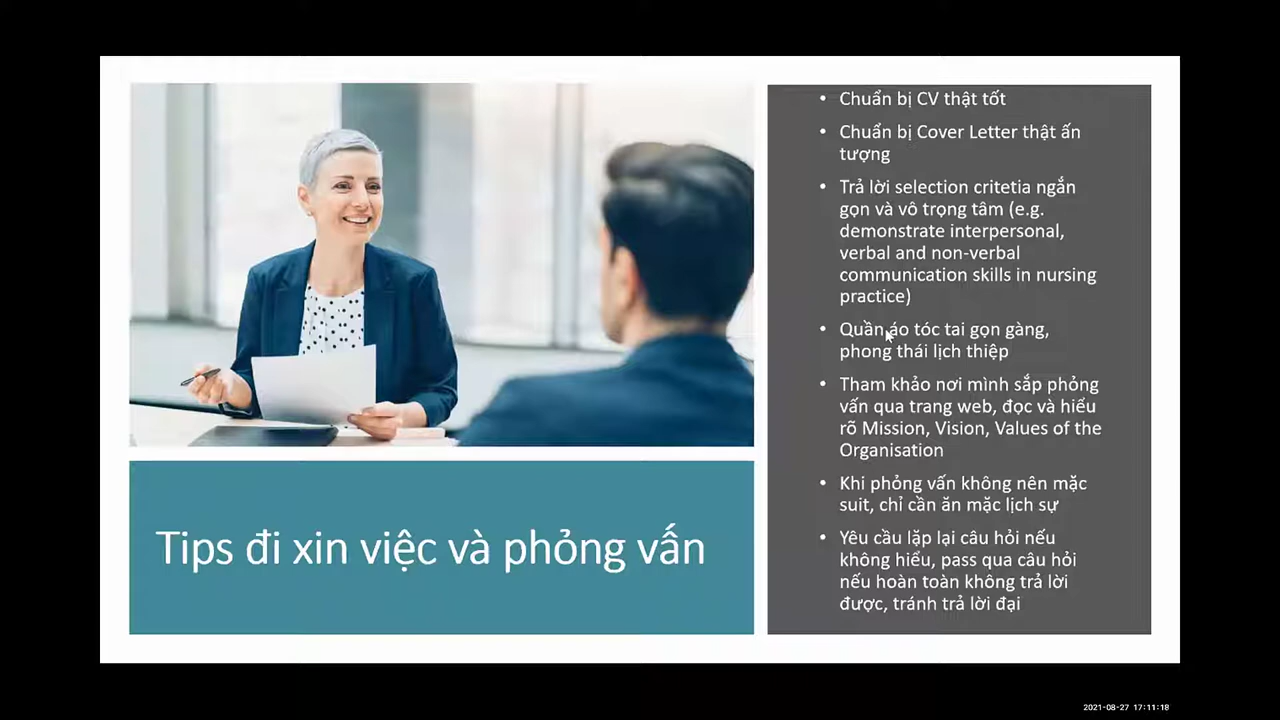 Chuẩn bị CV thật tốt
Chuẩn bị Cover Letter thật ấn
tượng
Trả lời selection critetia ngắn
gọn và vô trọng tâm (e.g.
demonstrate interpersonal,
verbal and non-verbal
communication skills in nursing
practice)
Quần áo tóc tai gọn gàng,
phong thái lịch thiệp
Tham khảo nơi mình sắp phỏng
vấn qua trang web, đọc và hiểu
rõ Mission, Vision, Values of the
Organisation
Khi phỏng vấn không nên mặc
suit, chỉ cần ăn mặc lịch sự
Yêu cầu lặp lại câu hỏi nếu
không hiểu, pass qua câu hỏi
nếu hoàn toàn không trả lời
được, tránh trả lời đại
Tips đi xin việc và phỏng vấn
2021-08-27 17:11:18